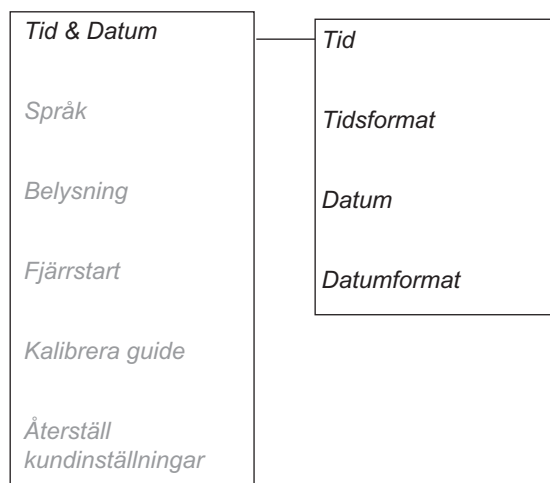 Tid & Datum
Språk
Belysning
Fjärrstart
Kalibrera guide
Återställ
kundinställningar
Tid
Tidsformat
Datum
Datumformat